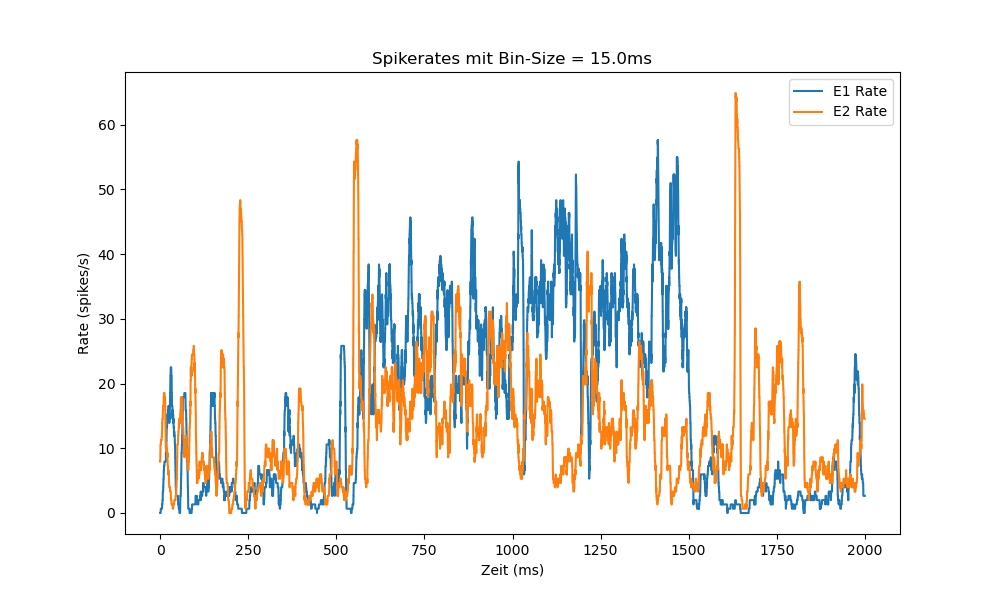 Spikerates mit Bin-Size = 15.0ms
E1 Rate
E2 Rate
60
50
40
30
20
10
0
Rate (spikes/s)
0 250 500 750 1000 1250 1500 1750 2000
Zeit (ms)